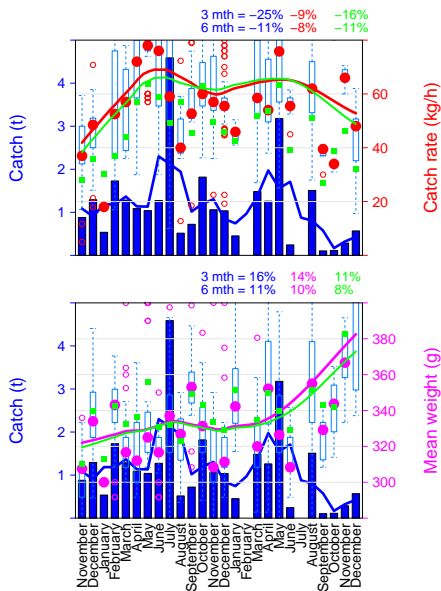 3 mth = −25% −9% −16%
6 mth = −11% −8% −11%
Catch (t)
5
4
3
2
1
60
40
20
Catch rate (kg/h)
3 mth = 16% 14% 11%
6 mth = 11% 10% 8%
Catch (t)
5
4
3
2
1
380
360
340
320
300
Mean weight (g)
November
December
January
February
March
April
May
June
July
August
September
October
November
December
January
February
March
April
May
June
July
August
September
October
November
December